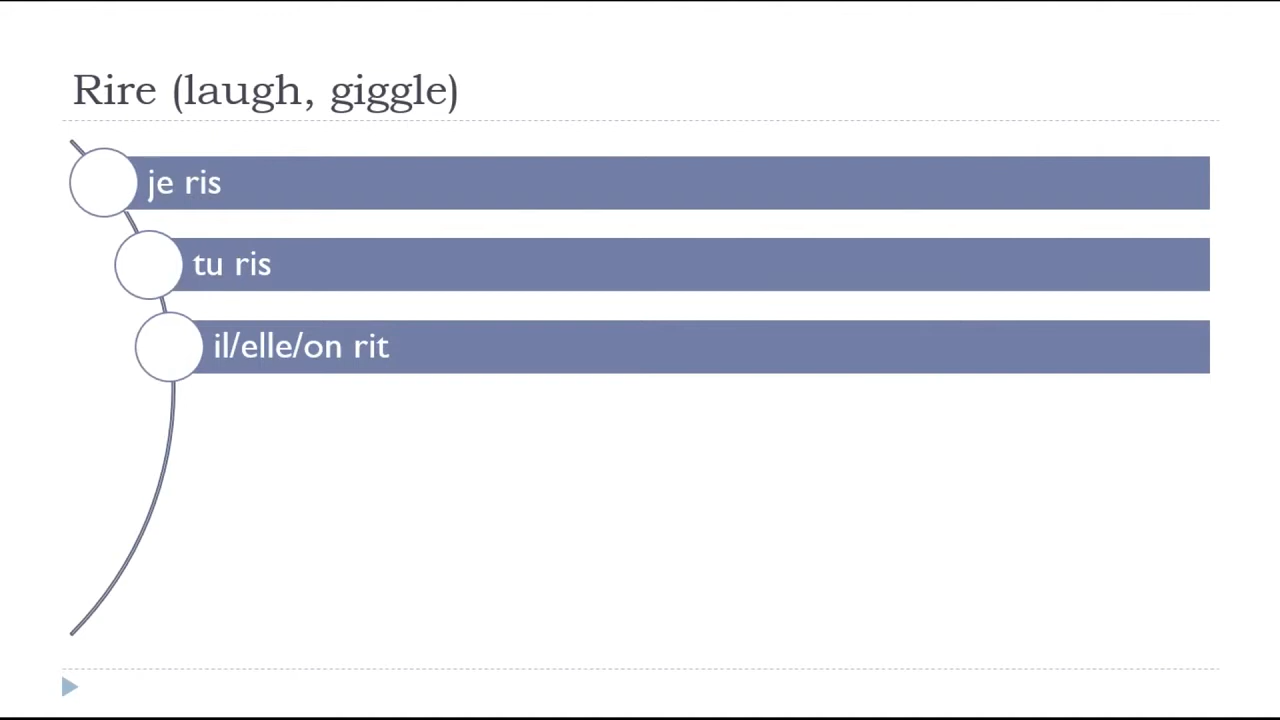 Rire (laugh, giggle)
je ris
tu ris
il/elle/on rit